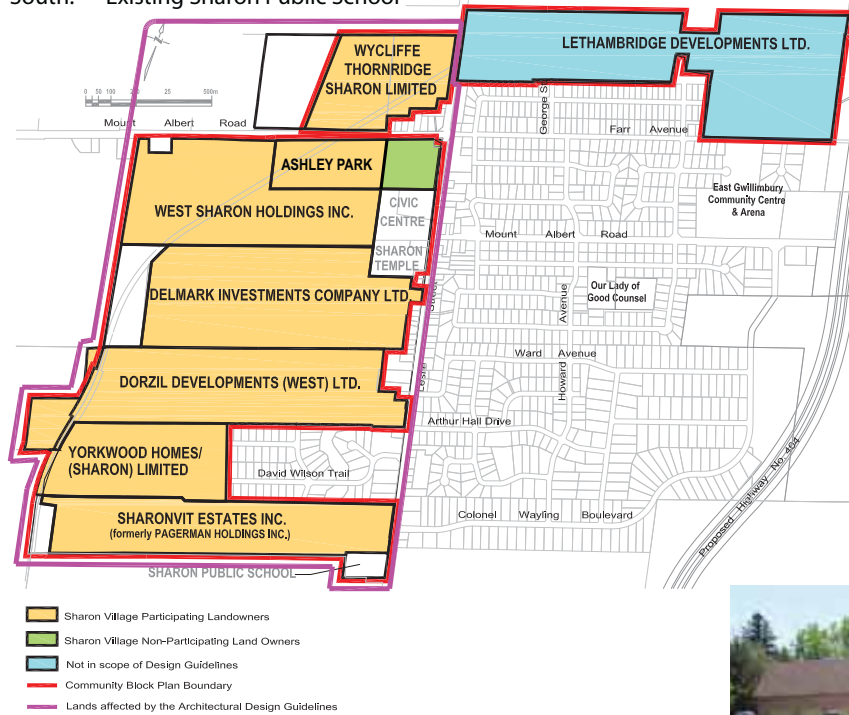 South: Existing Sharon Public School
WYCLIFFE
THORNRIDGE
SHARON LIMITED
LETHAMBRIDGE DEVELOPMENTS LTD.
0 50 100 25 25 500m
Mount Albert Road
George St
Farr Avenue
ASHLEY PARK
East Gwillimbury
Community Centre
& Arena
WEST SHARON HOLDINGS INC.
CIVIC
CENTRE
Mount Albert Road
SHARON
TEMPLE
DELMARK INVESTMENTS COMPANY LTD.
Our Lady of
Good Counsel
Leslie Street
Howard Avenue
Ward Avenue
DORZIL DEVELOPMENTS (WEST) LTD.
Arthur Hall Drive
YORKWOOD HOMES/
(SHARON) LIMITED
David Wilson Trail
Proposed Highway No. 404
Colonel Wayling Boulevard
SHARONVIT ESTATES INC.
(formerly PAGERMAN HOLDINGS INC.)
SHARON PUBLIC SCHOOL
Sharon Village Participating Landowners
Sharon Village Non-Participating Land Owners
Not in scope of Design Guidelines
Community Block Plan Boundary
Lands affected by the Architectural Design Guidelines